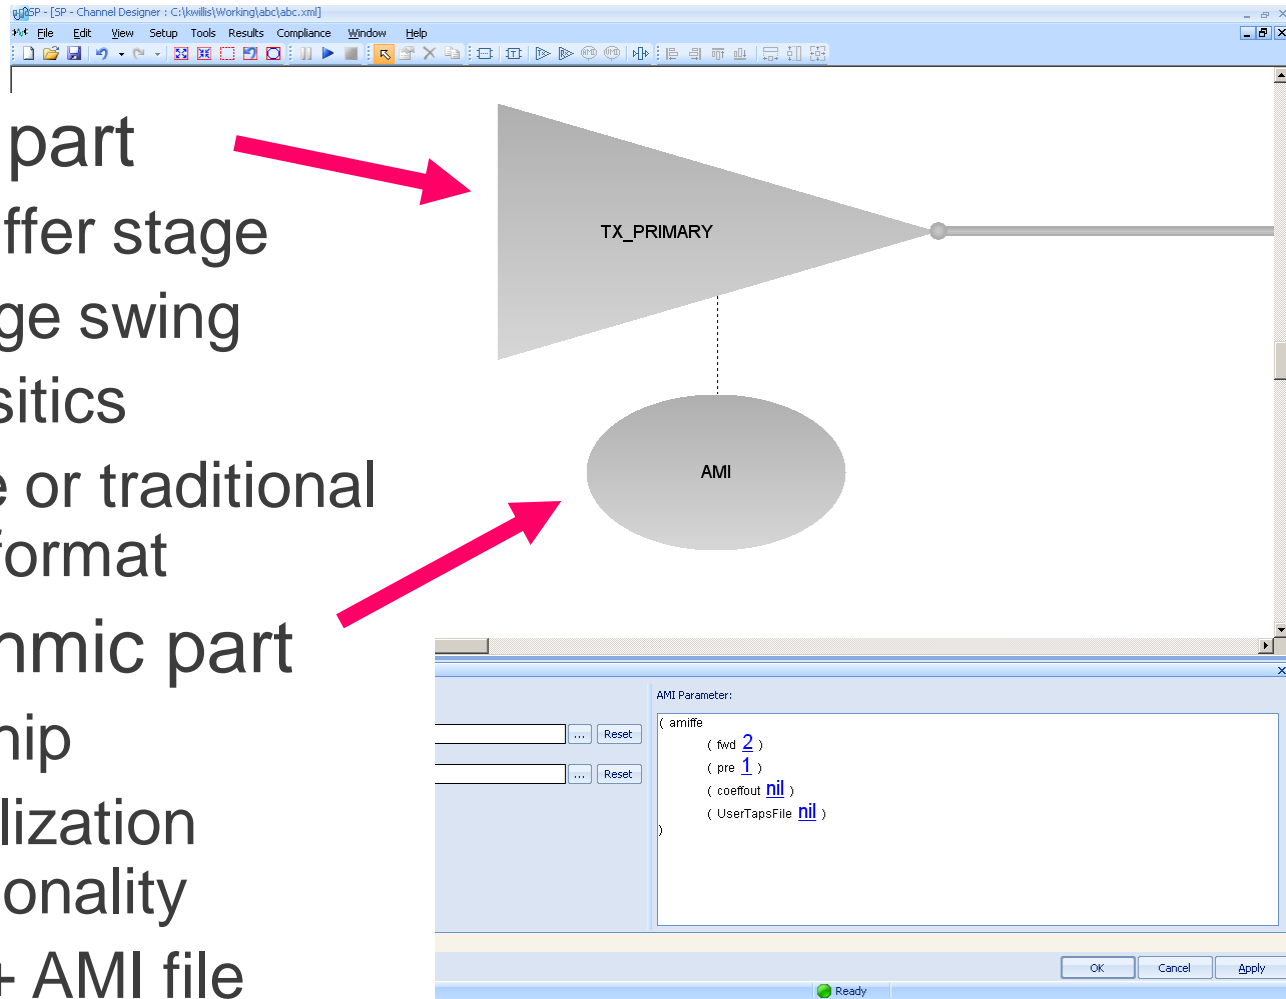 SP - [SP - Channel Designer : C:\kwillis\Working\abc\abc.xml]
File Edit View Setup Tools Results Compliance Window Help
part
ffer stage
ge swing
sitics
e or traditional
format
hmic part
hip
lization
onality
+ AMI file
TX_PRIMARY
AMI
AMI Parameter:
... Reset
... Reset
( amiffe
( fwd 2 )
( pre 1 )
( coeffout nil )
( UserTapsFile nil )
)
OK Cancel Apply
Ready